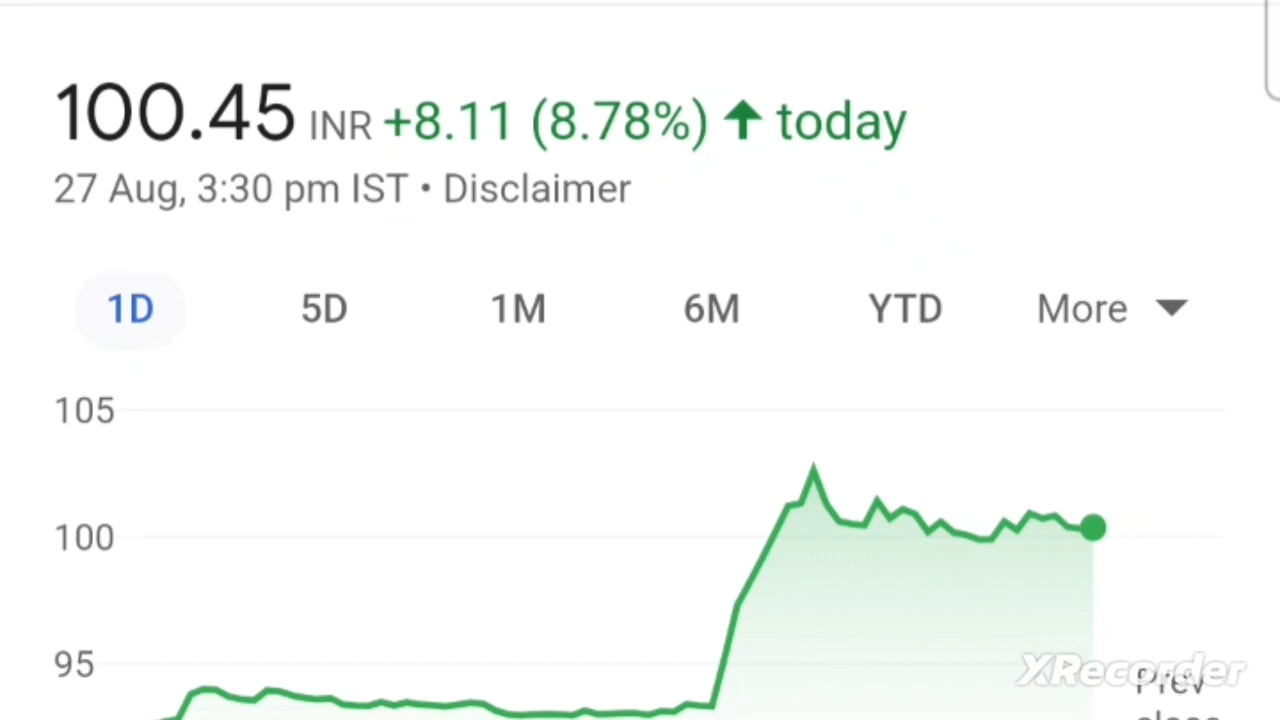 100.45 INR +8.11 (8.78%) ↑ today
27 Aug, 3:30 pm IST • Disclaimer
1D 5D 1M 6M YTD More
105
100
95
XRecorder
Prev
close